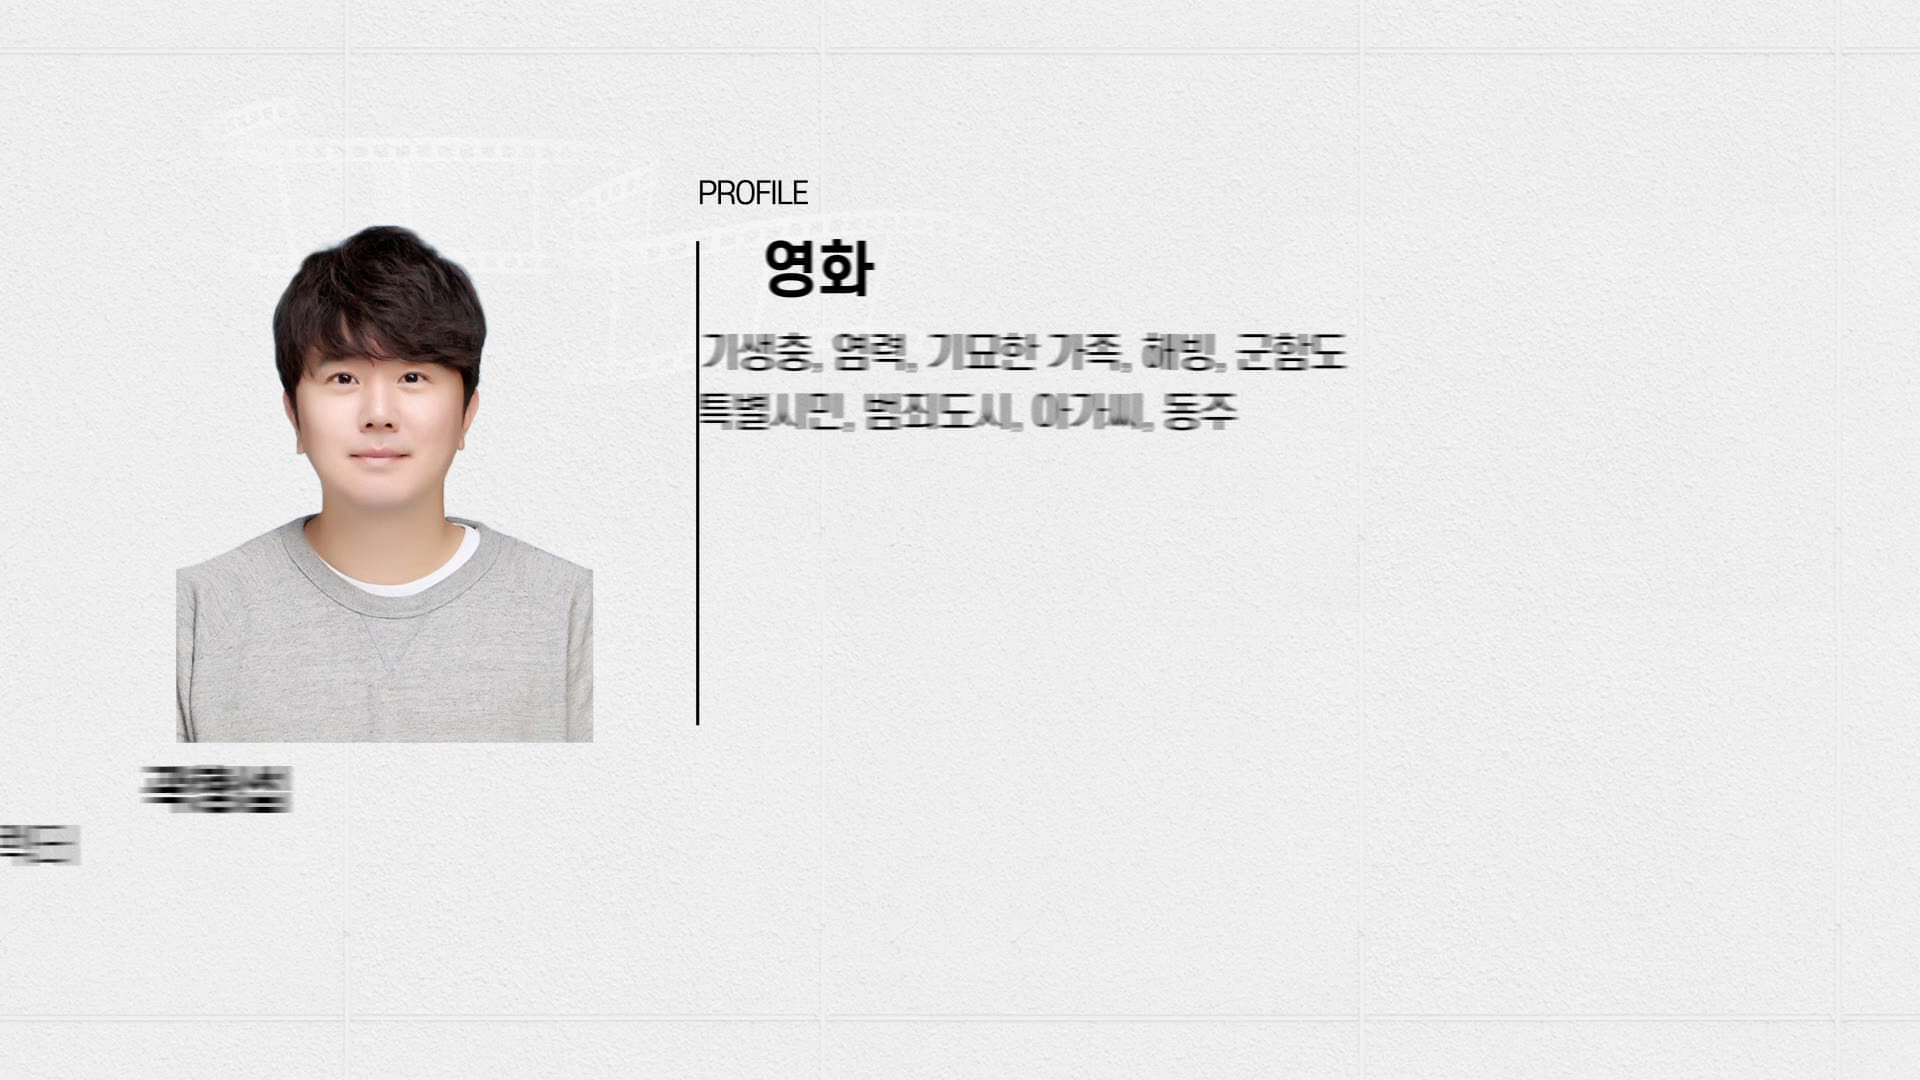 PROFILE
영화
기생충, 염력, 기묘한 가족, 해빙, 군함도
특별시민, 범죄도시, 아가씨, 동주